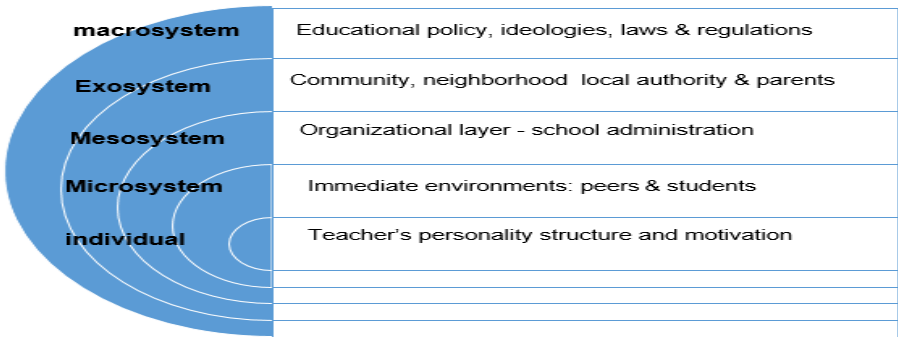 macrosystem Educational policy, ideologies, laws & regulations
Exosystem Community, neighborhood local authority & parents
Mesosystem Organizational layer - school administration
Microsystem Immediate environments: peers & students
individual Teacher's personality structure and motivation